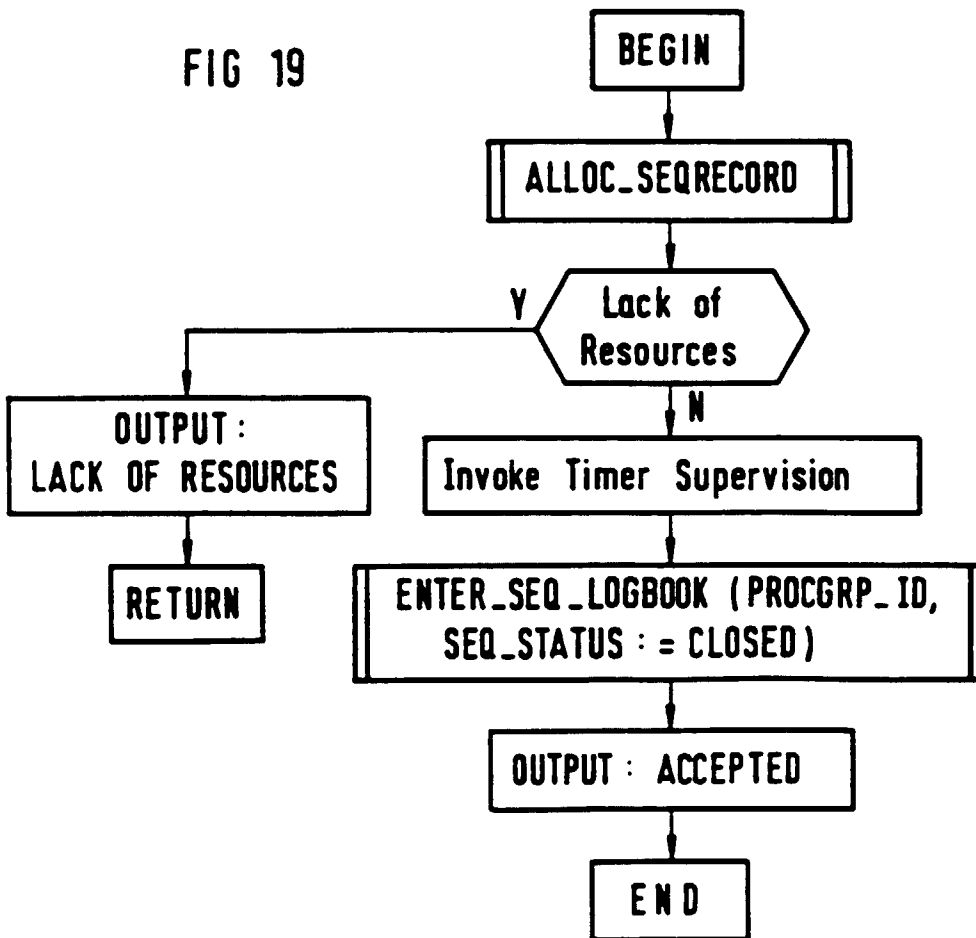 FIG 19
BEGIN
ALLOC_SEQRECORD
Lack of
Resources
Y
N
OUTPUT :
LACK OF RESOURCES
RETURN
Invoke Timer Supervision
ENTER_SEQ_LOGBOOK (PROCGRP_ID,
SEQ_STATUS := CLOSED)
OUTPUT : ACCEPTED
END